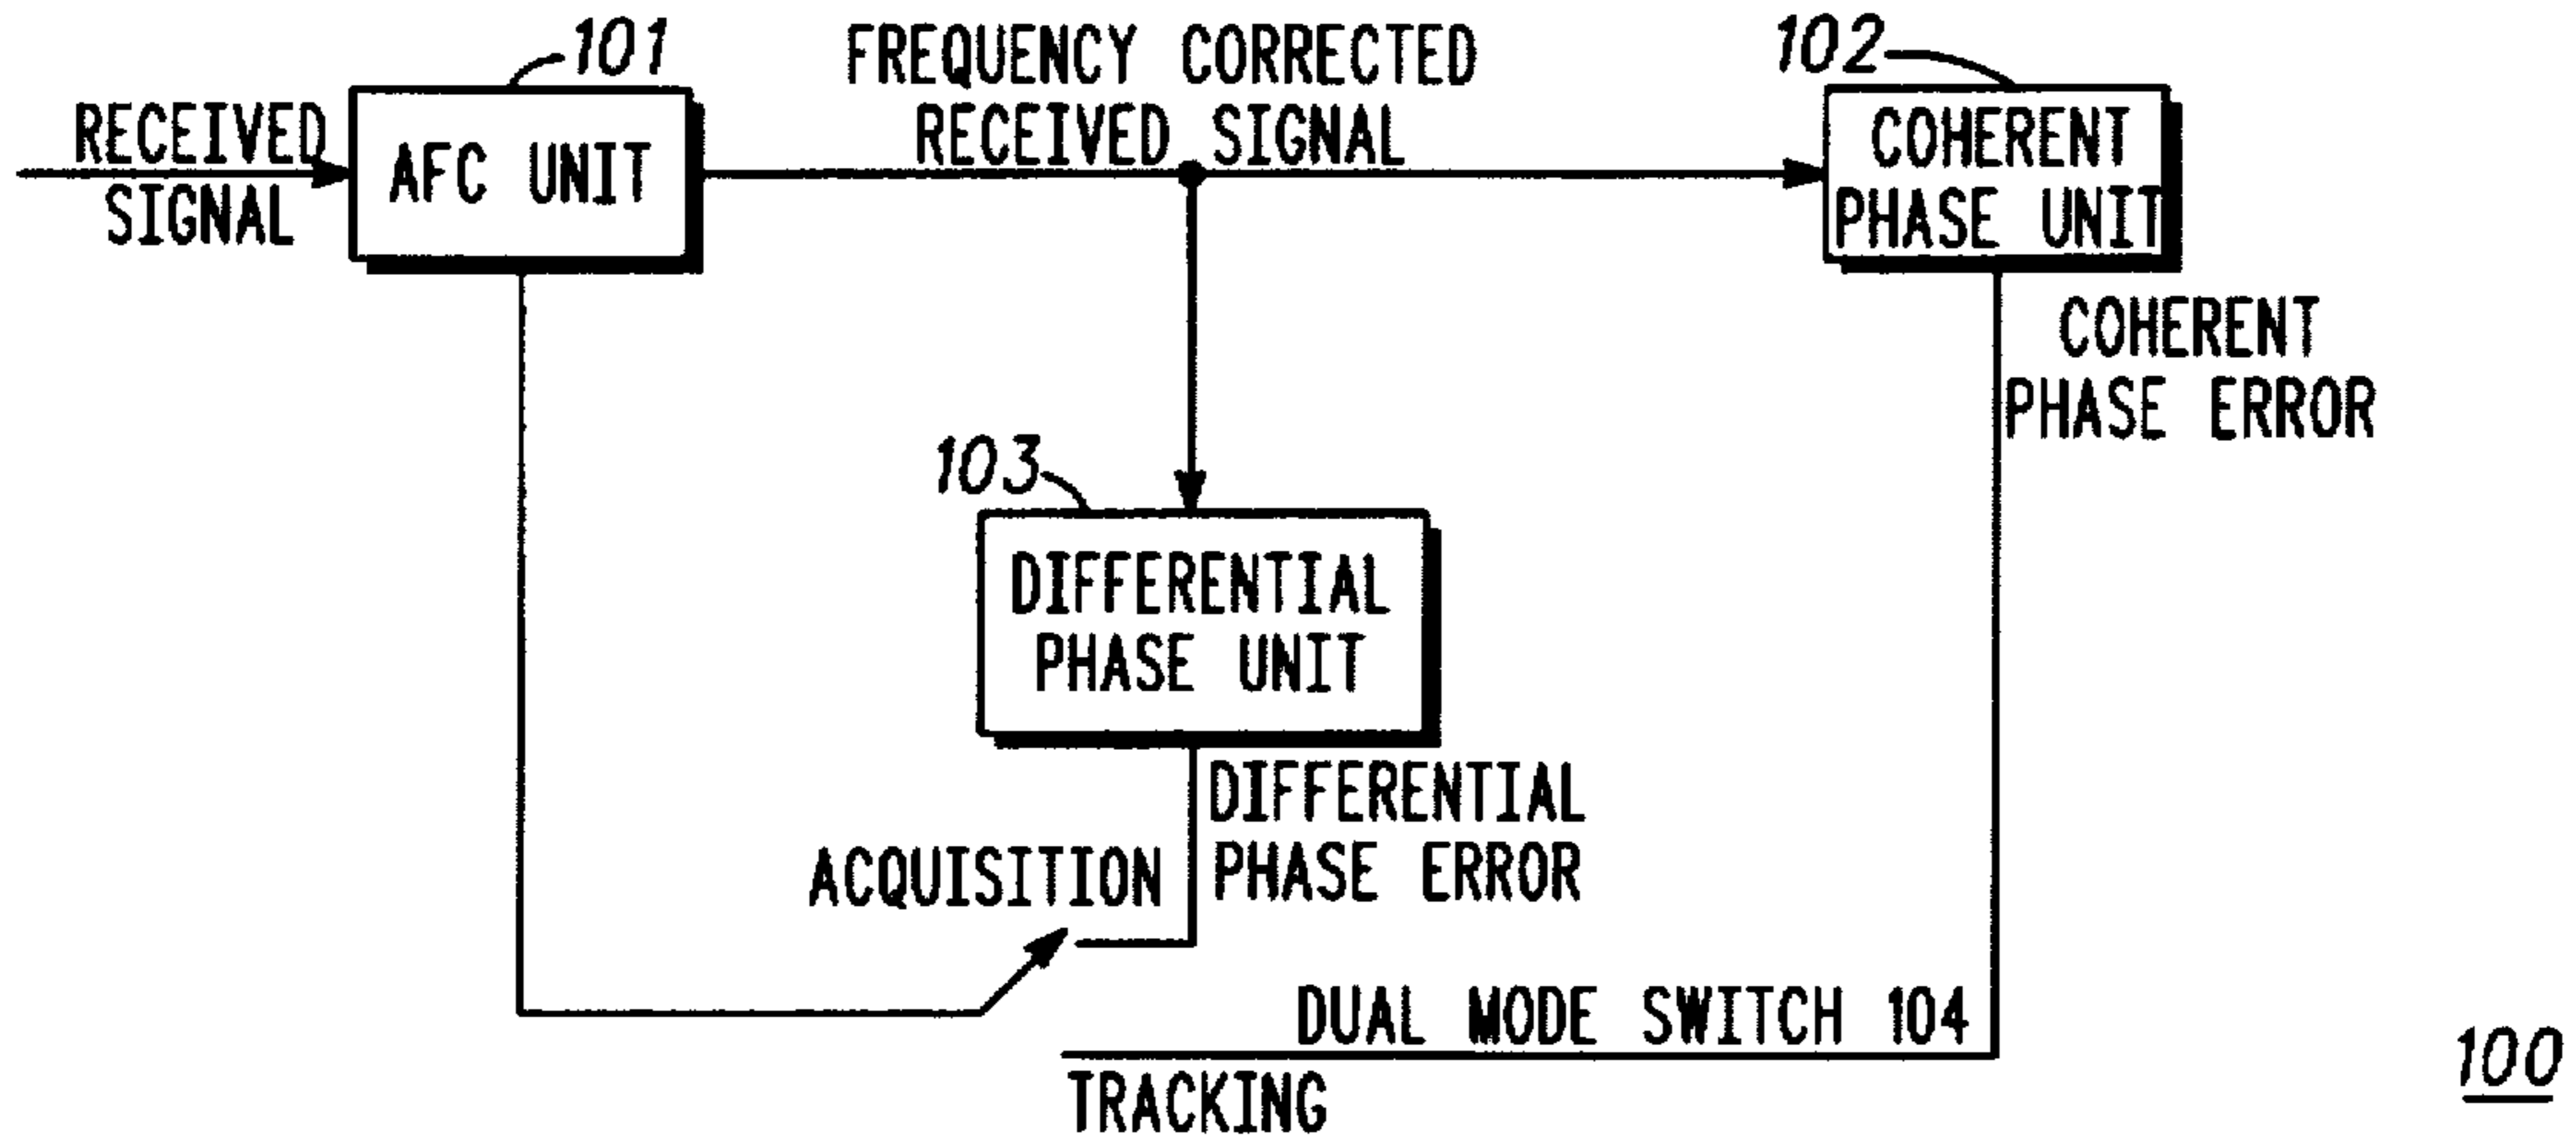 101
FREQUENCY CORRECTED
RECEIVED SIGNAL
102
RECEIVED
SIGNAL
AFC UNIT
COHERENT
PHASE UNIT
COHERENT
PHASE ERROR
103
DIFFERENTIAL
PHASE UNIT
DIFFERENTIAL
PHASE ERROR
ACQUISITION
DUAL MODE SWITCH 104
TRACKING
100